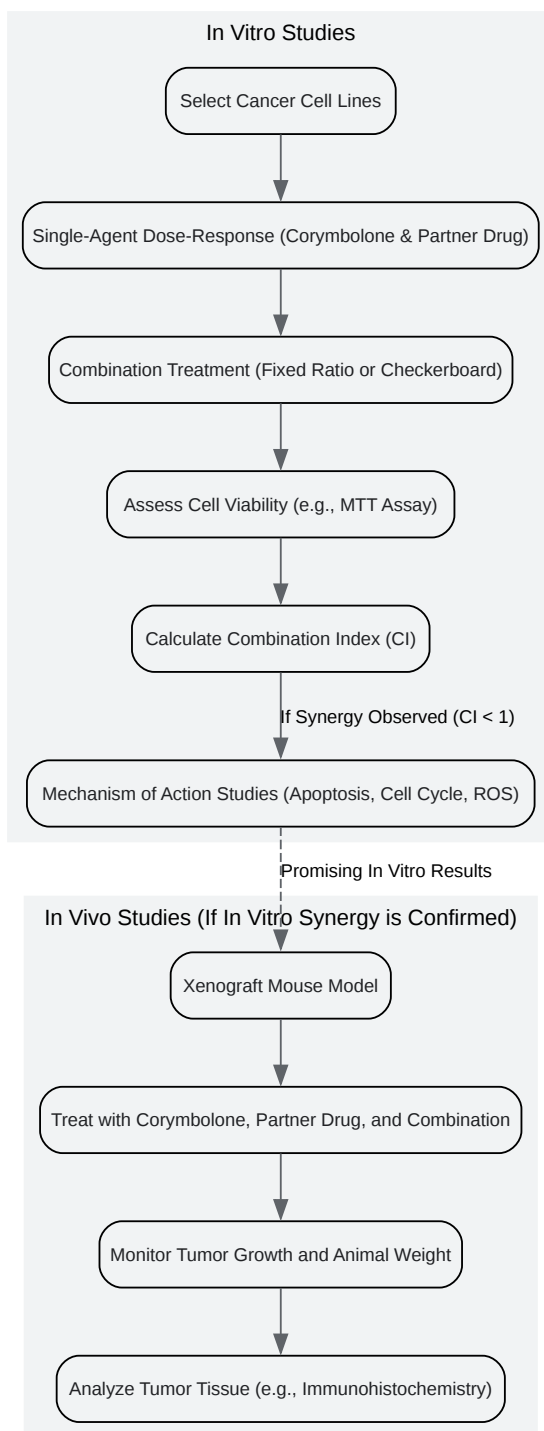 In Vitro Studies
Select Cancer Cell Lines
Single-Agent Dose-Response (Corymbolone & Partner Drug)
Combination Treatment (Fixed Ratio or Checkerboard)
Assess Cell Viability (e.g., MTT Assay)
Calculate Combination Index (CI)
If Synergy Observed (CI < 1)
Mechanism of Action Studies (Apoptosis, Cell Cycle, ROS)
Promising In Vitro Results
In Vivo Studies (If In Vitro Synergy is Confirmed)
Xenograft Mouse Model
Treat with Corymbolone, Partner Drug, and Combination
Monitor Tumor Growth and Animal Weight
Analyze Tumor Tissue (e.g., Immunohistochemistry)